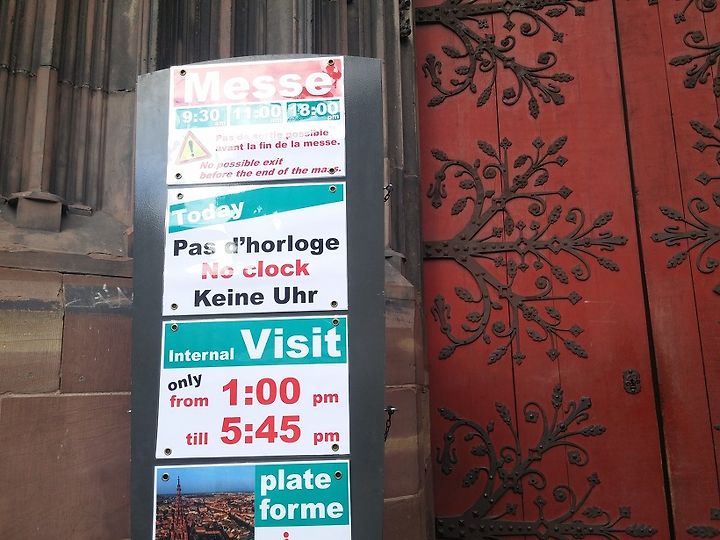 Messe
9:30 am 11:00 am 18:00 pm
Pas de sortie possible
avant la fin de la messe.
No possible exit
before the end of the mass.
Today
Pas d'horloge
No clock
Keine Uhr
Internal Visit
only
from 1:00 pm
till 5:45 pm
plate
forme